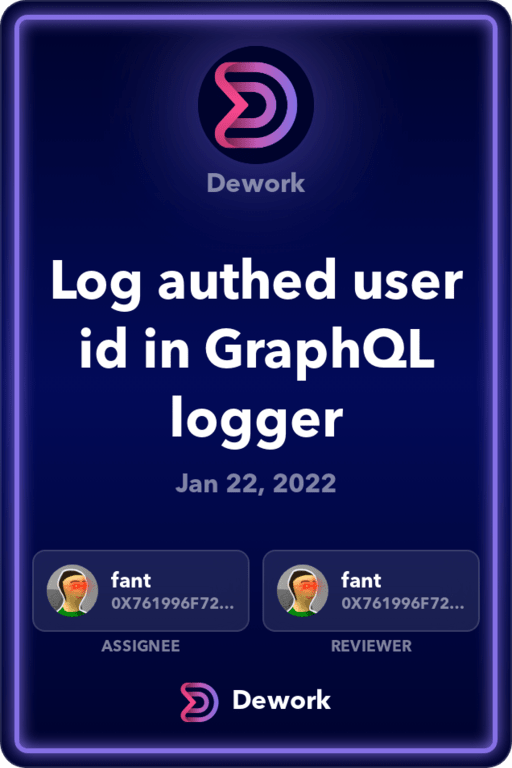 Dework
Log authed user
id in GraphQL
logger
Jan 22, 2022
fant
0X761996F72...
ASSIGNEE
fant
0X761996F72...
REVIEWER
Dework